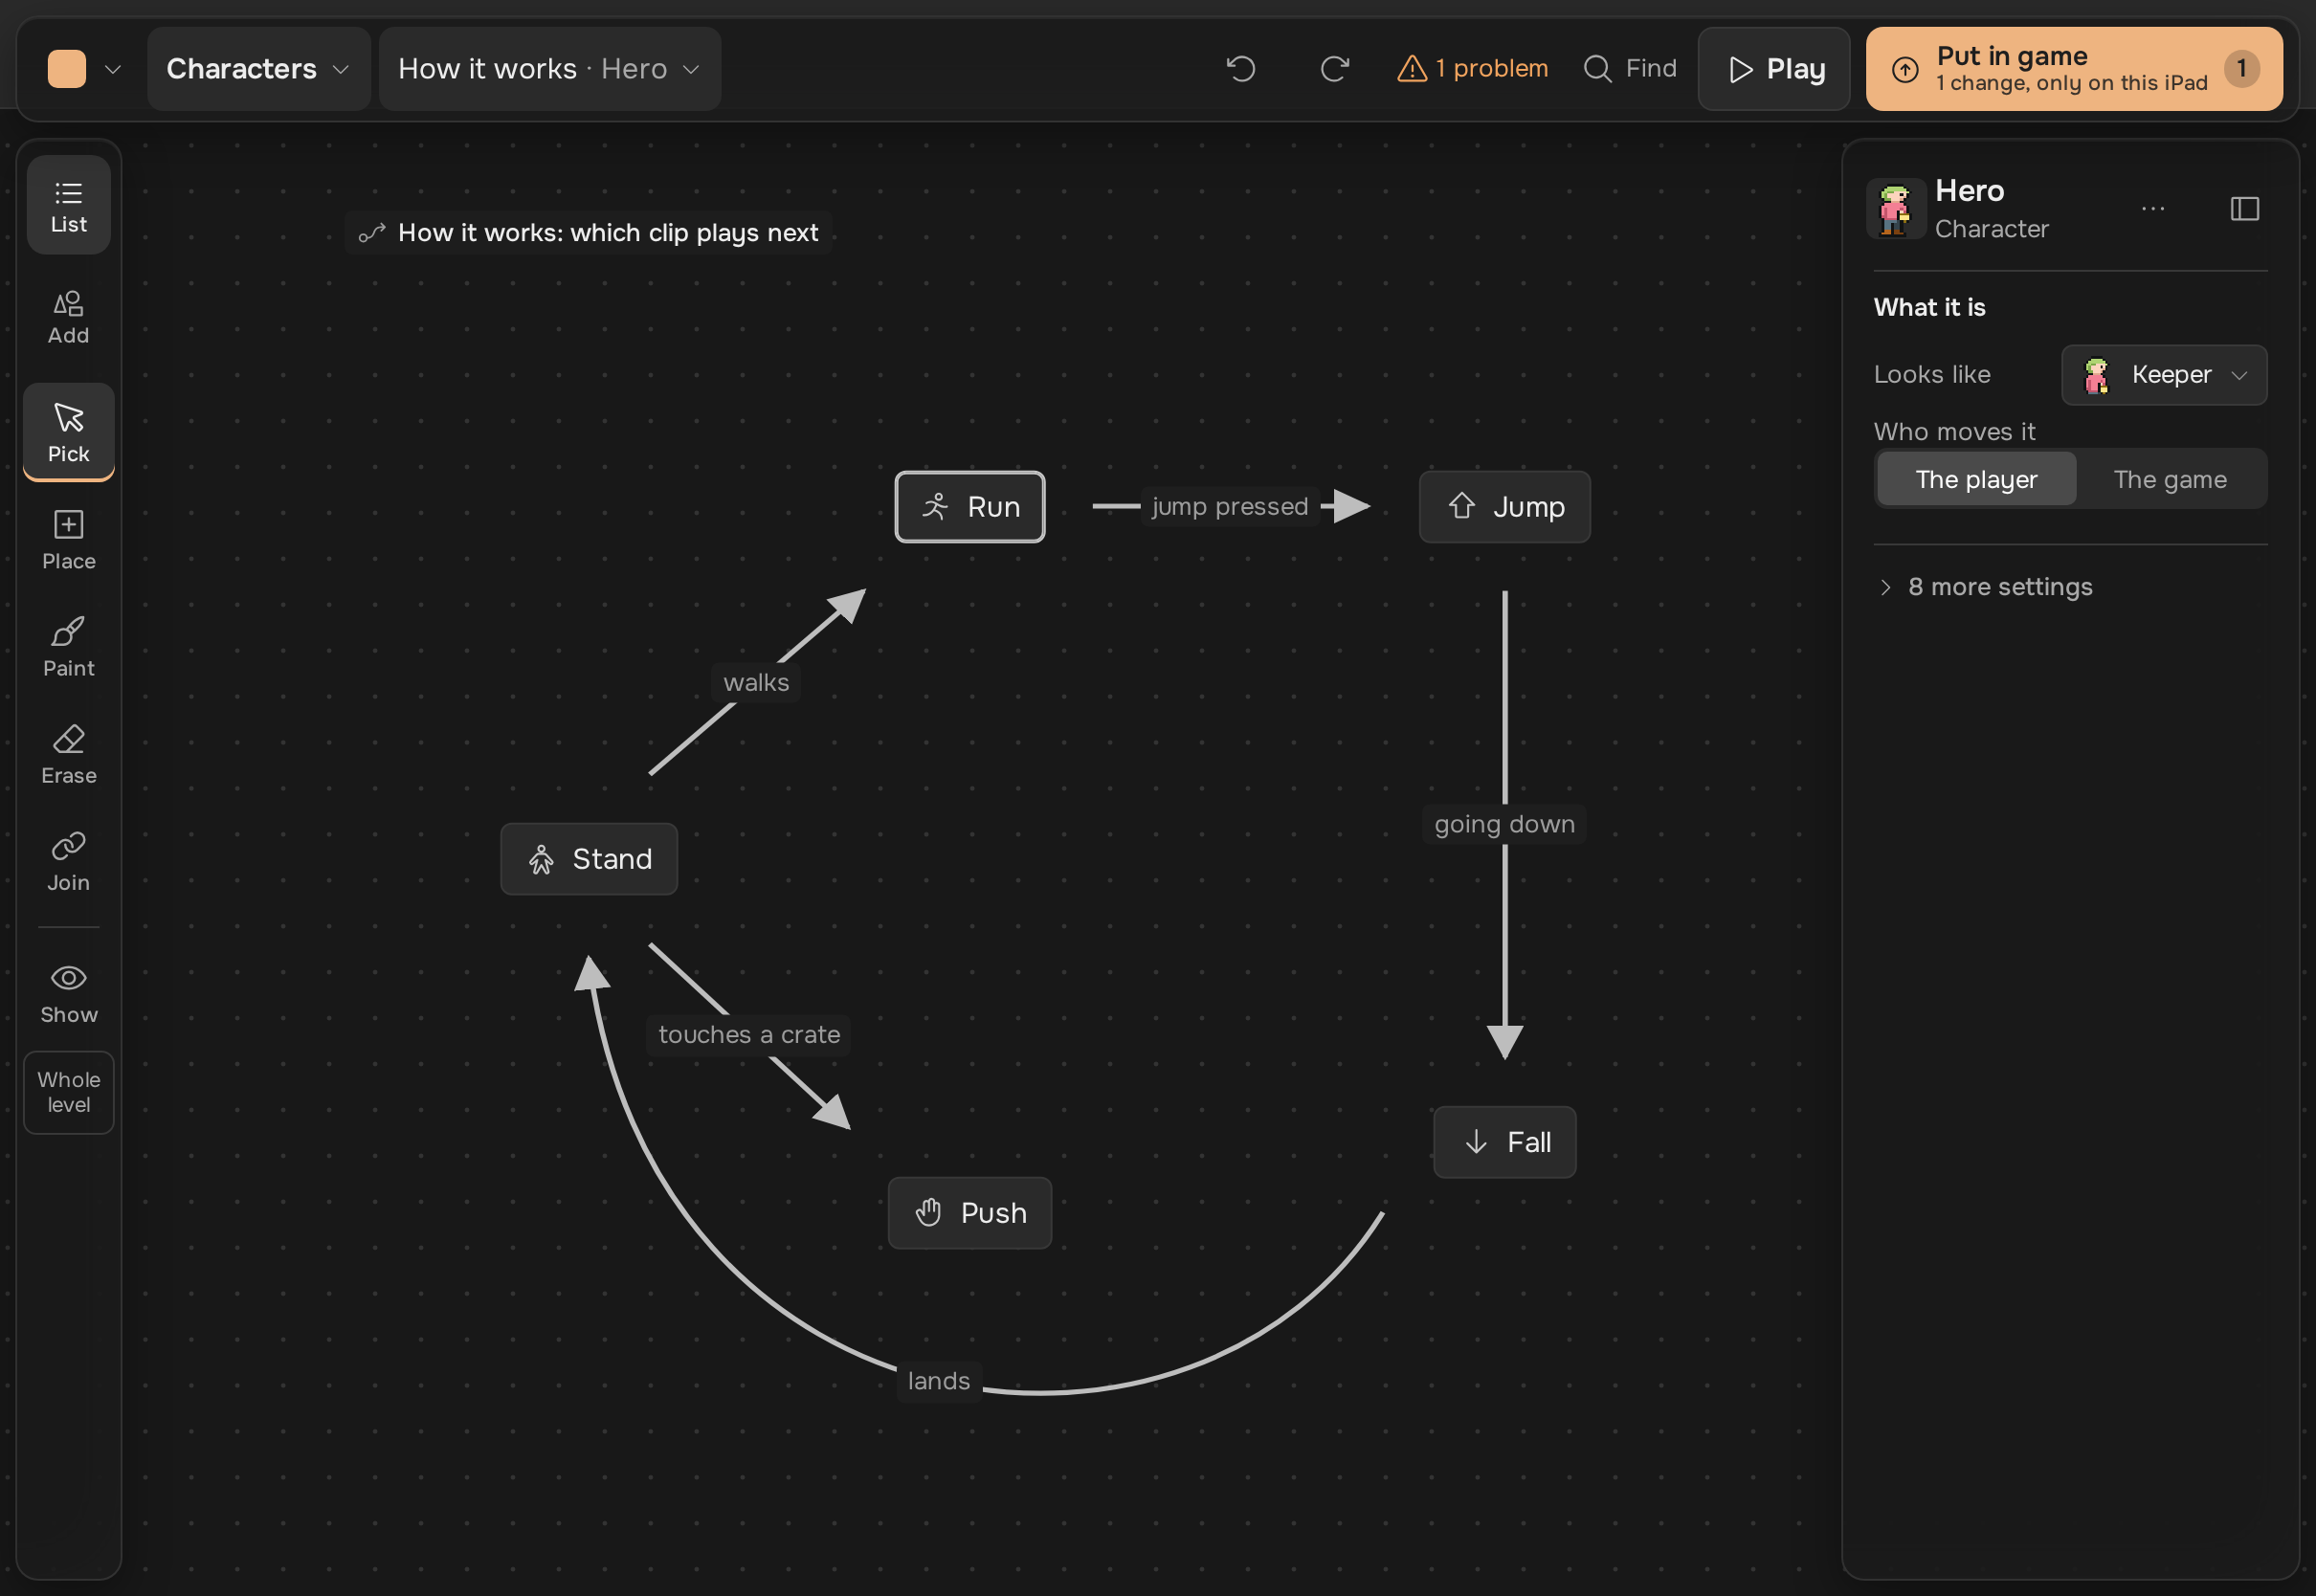 Characters
How it works · Hero
1 problem
Find
Play
Put in game
1 change, only on this iPad
1
List
Add
Pick
Place
Paint
Erase
Join
Show
Whole
level
How it works: which clip plays next
Run
jump pressed
Jump
walks
going down
Stand
touches a crate
Fall
Push
lands
Hero
Character
What it is
Looks like
Keeper
Who moves it
The player
The game
8 more settings